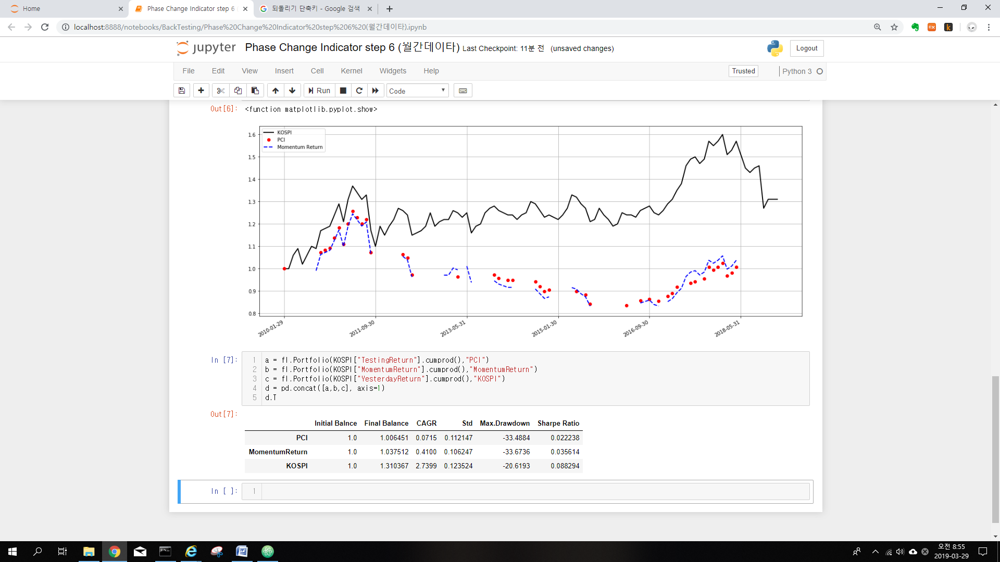 Home
Phase Change Indicator step 6
되돌리기 단축키 - Google 검색
localhost:8888/notebooks/BackTesting/Phase%20Change%20Indicator%20step%206%20(월간데이타).ipynb
jupyter Phase Change Indicator step 6 (월간데이타) Last Checkpoint: 11분 전 (unsaved changes)
Logout
File Edit View Insert Cell Kernel Widgets Help
Trusted
Python 3
Run
Code
Out[6]: <function matplotlib.pyplot.show>
KOSPI
PCI
Momentum Return
1.6
1.5
1.4
1.3
1.2
1.1
1.0
0.9
0.8
2010-01-29 2011-09-30 2013-05-31 2015-01-30 2016-09-30 2018-05-31
In [7]:
1 a = fl.Portfolio(KOSPI["TestingReturn"].cumprod(),"PCI")
2 b = fl.Portfolio(KOSPI["MomentumReturn"].cumprod(),"MomentumReturn")
3 c = fl.Portfolio(KOSPI["YesterdayReturn"].cumprod(),"KOSPI")
4 d = pd.concat([a,b,c], axis=1)
5 d.T
Out[7]:
Initial Balnce Final Balance CAGR Std Max.Drawdown Sharpe Ratio
PCI 1.0 1.006451 0.0715 0.112147 -33.4884 0.022238
MomentumReturn 1.0 1.037512 0.4100 0.106247 -33.6736 0.035614
KOSPI 1.0 1.310367 2.7399 0.123524 -20.6193 0.088294
In [ ]: 1
오전 8:55
2019-03-29